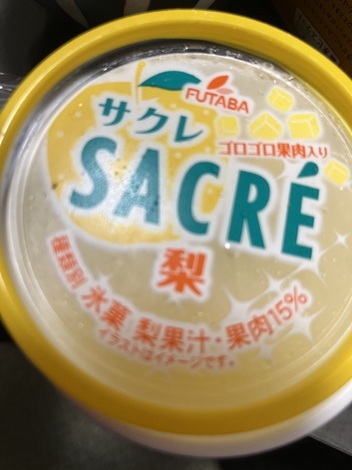 FUTABA
サクレ
ゴロゴロ果肉入り
SACRÉ
梨
種類別 氷菓 梨果汁・果肉15%
イラストはイメージです。